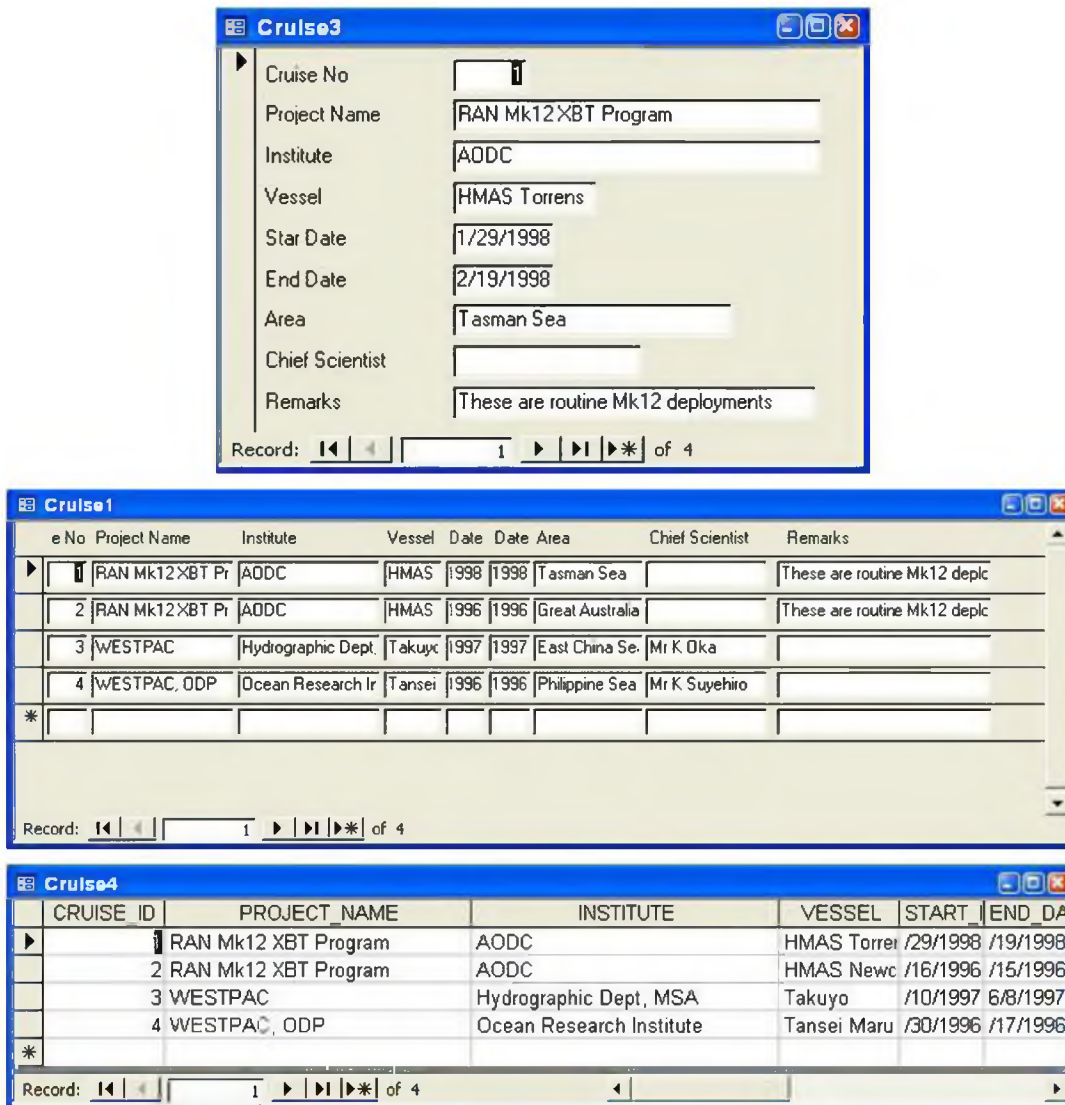 Cruise3
Cruise No 1
Project Name RAN Mk12 XBT Program
Institute AODC
Vessel HMAS Torrens
Star Date 1/29/1998
End Date 2/19/1998
Area Tasman Sea
Chief Scientist
Remarks These are routine Mk12 deployments
Record: 1 of 4
Cruise1
e No Project Name Institute Vessel Date Date Area Chief Scientist Remarks
1 RAN Mk12 XBT Pr AODC HMAS 1998 1998 Tasman Sea These are routine Mk12 deplc
2 RAN Mk12 XBT Pr AODC HMAS 1996 1996 Great Australia These are routine Mk12 deplc
3 WESTPAC Hydrographic Dept, Takuyc 1997 1997 East China Se Mr K Oka
4 WESTPAC, ODP Ocean Research Ir Tansei 1996 1996 Philippine Sea Mr K Suyehiro
*
Record: 1 of 4
Cruise4
CRUISE_ID PROJECT_NAME INSTITUTE VESSEL START_I END_DA
1 RAN Mk12 XBT Program AODC HMAS Torrer /29/1998 /19/1998
2 RAN Mk12 XBT Program AODC HMAS Newc /16/1996 /15/1996
3 WESTPAC Hydrographic Dept, MSA Takuyo /10/1997 6/8/1997
4 WESTPAC, ODP Ocean Research Institute Tansei Maru /30/1996 /17/1996
*
Record: 1 of 4